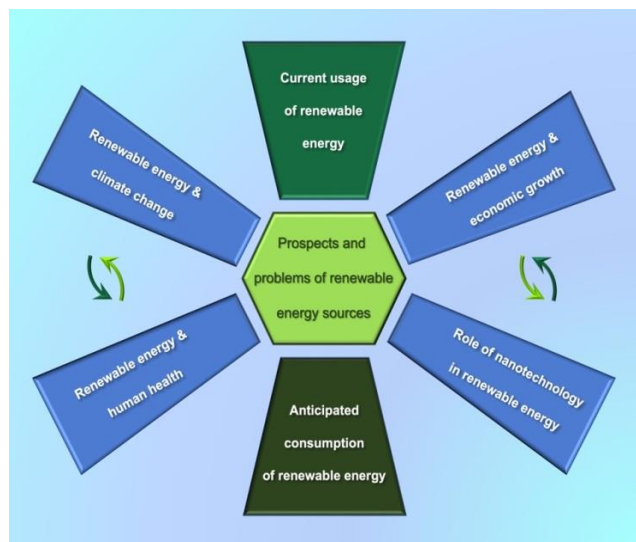 Current usage
of renewable
energy
Renewable energy &
climate change
Renewable energy &
economic growth
Prospects and
problems of renewable
energy sources
Renewable energy &
human health
Role of nanotechnology
in renewable energy
Anticipated
consumption
of renewable energy